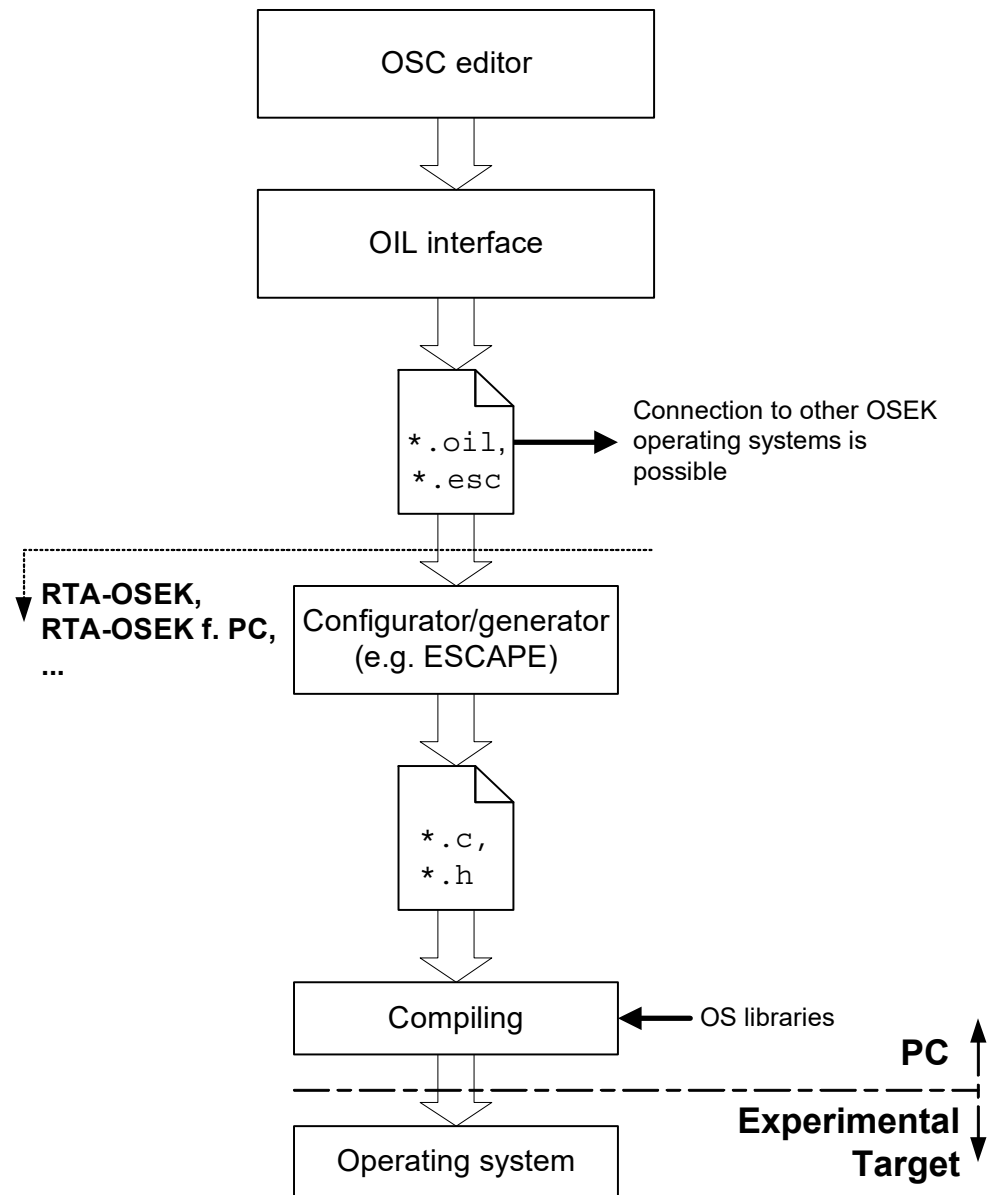 OSC editor
OIL interface
*.oil,
*.esc
Connection to other OSEK
operating systems is
possible
RTA-OSEK,
RTA-OSEK f. PC,
...
Configurator/generator
(e.g. ESCAPE)
*.c,
*.h
Compiling
OS libraries
PC
Experimental
Target
Operating system